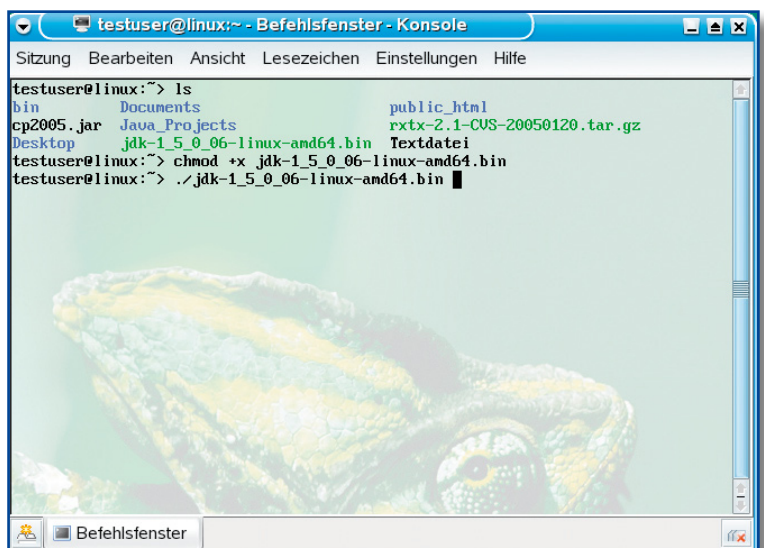 testuser@linux:~ - Befehlsfenster - Konsole
Sitzung Bearbeiten Ansicht Lesezeichen Einstellungen Hilfe
testuser@linux:~> ls
bin Documents public_html
cp2005.jar Java_Projects rxtx-2.1-CVS-20050120.tar.gz
Desktop jdk-1_5_0_06-linux-amd64.bin Textdatei
testuser@linux:~> chmod +x jdk-1_5_0_06-linux-amd64.bin
testuser@linux:~> ./jdk-1_5_0_06-linux-amd64.bin
Befehlsfenster